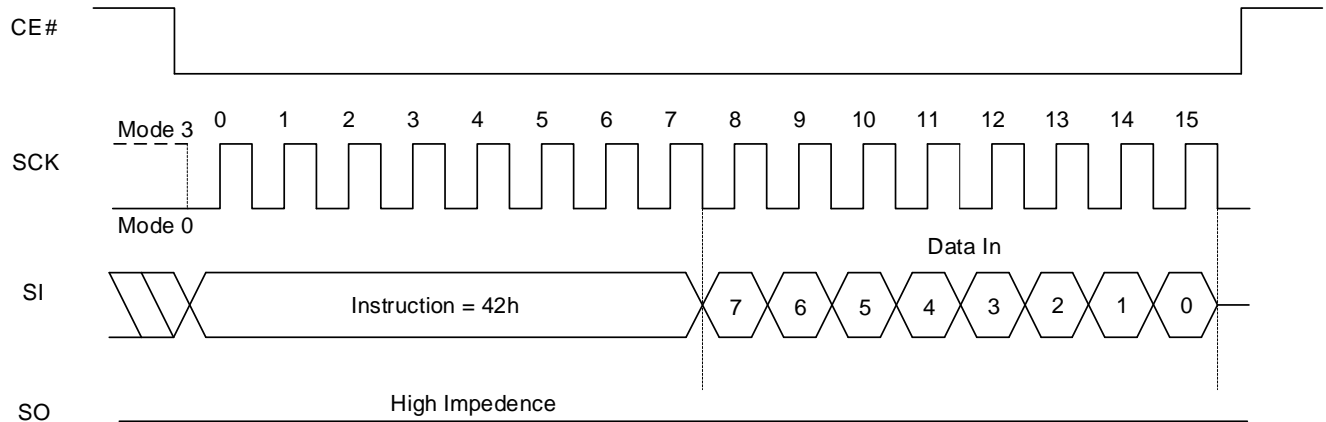 CE#
Mode 3
0 1 2 3 4 5 6 7 8 9 10 11 12 13 14 15
SCK
Mode 0
Data In
SI
Instruction = 42h
7 6 5 4 3 2 1 0
High Impedence
SO